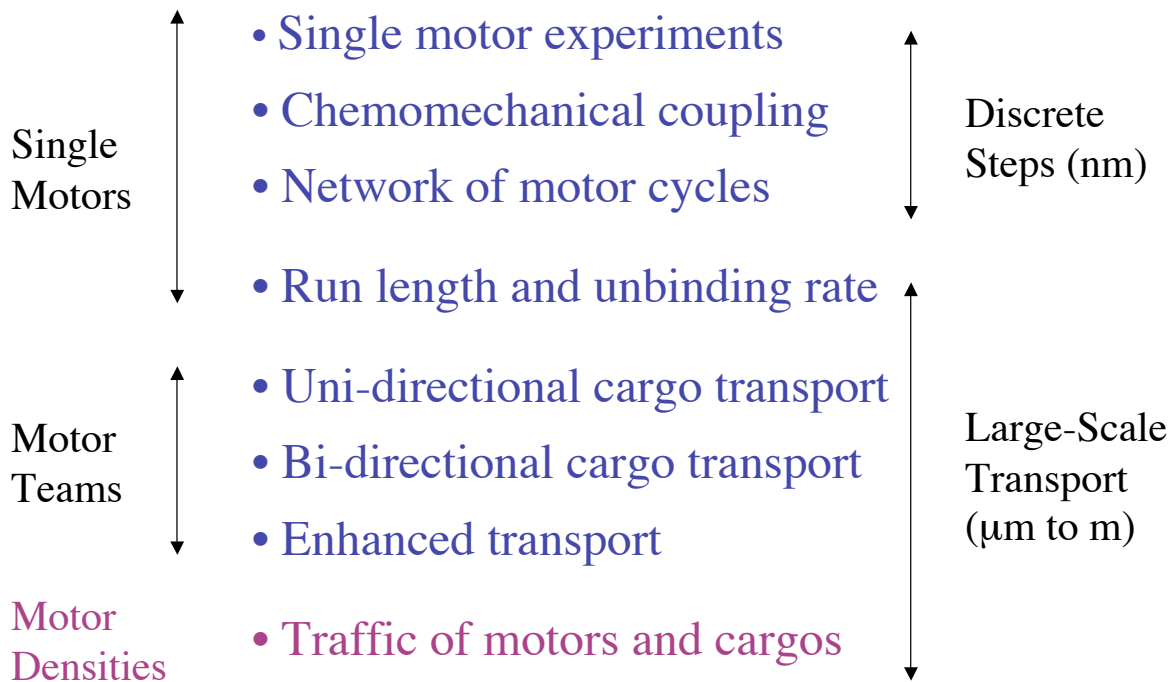 Single
Motors
Motor
Teams
Motor
Densities
• Single motor experiments
• Chemomechanical coupling
• Network of motor cycles
• Run length and unbinding rate
• Uni-directional cargo transport
• Bi-directional cargo transport
• Enhanced transport
• Traffic of motors and cargos
Discrete
Steps (nm)
Large-Scale
Transport
(μm to m)